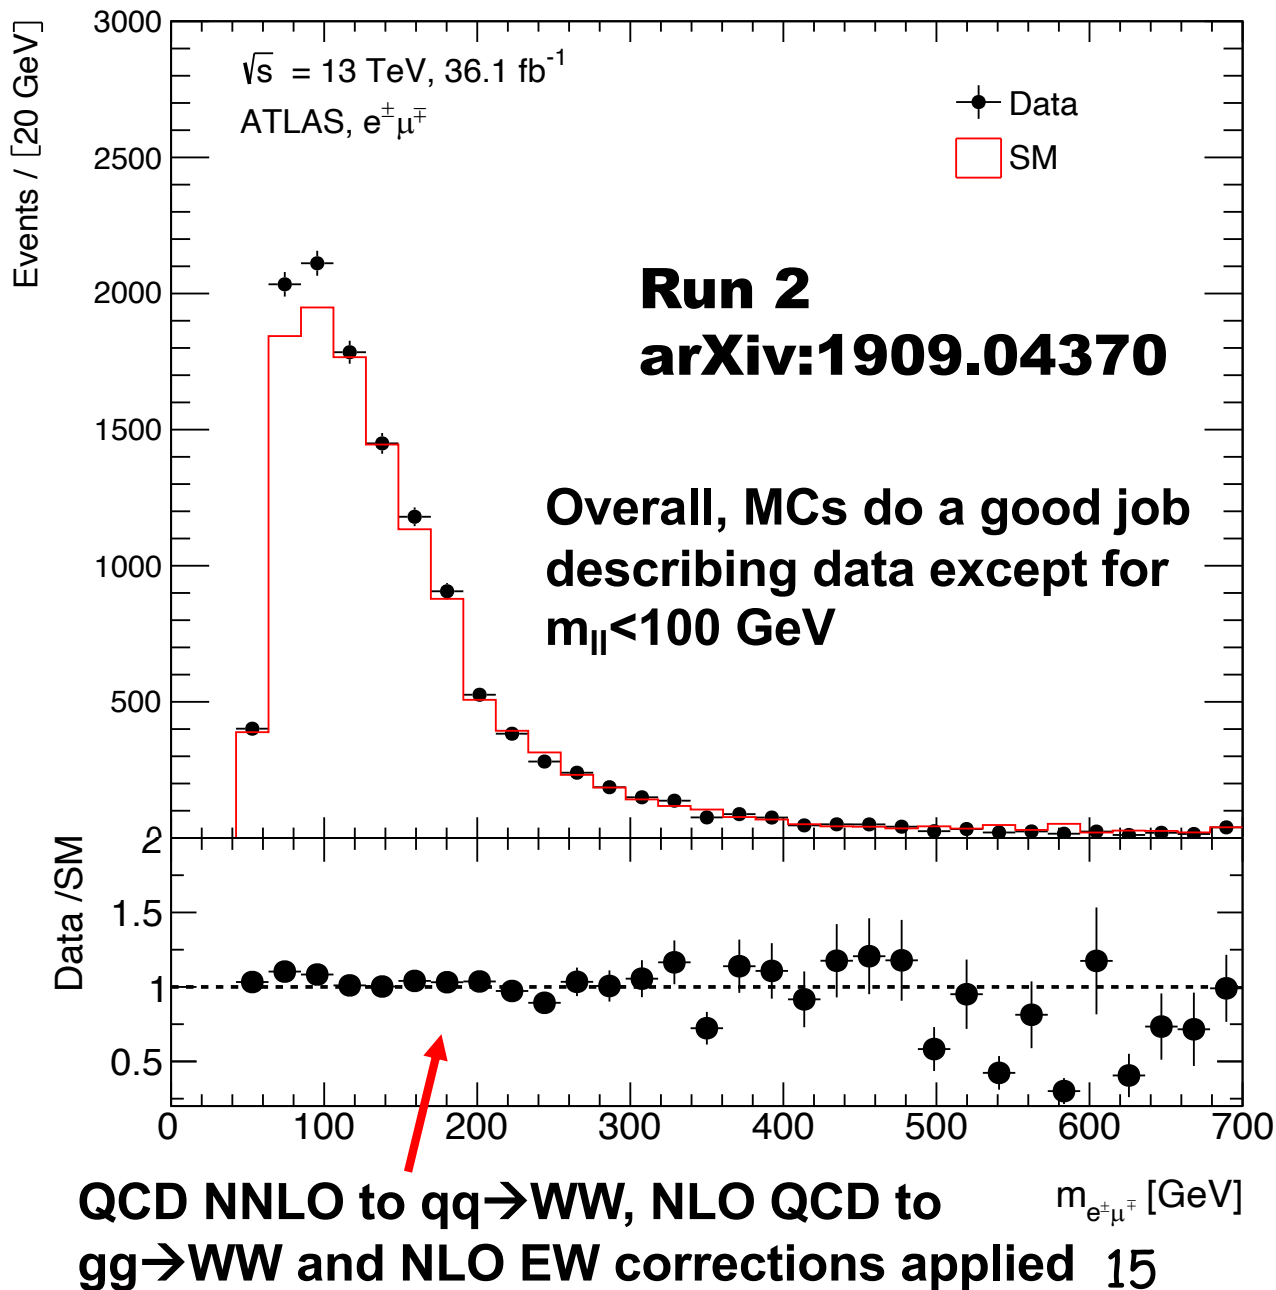 3000
Events / [20 GeV]
√s = 13 TeV, 36.1 fb⁻¹
ATLAS, e±μ∓
Data
SM
2500
2000
1500
1000
500
Run 2
arXiv:1909.04370
Overall, MCs do a good job
describing data except for
m_ll<100 GeV
Data /SM
2
1.5
1
0.5
0 100 200 300 400 500 600 700
m_e±μ∓ [GeV]
QCD NNLO to qq→WW, NLO QCD to
gg→WW and NLO EW corrections applied 15